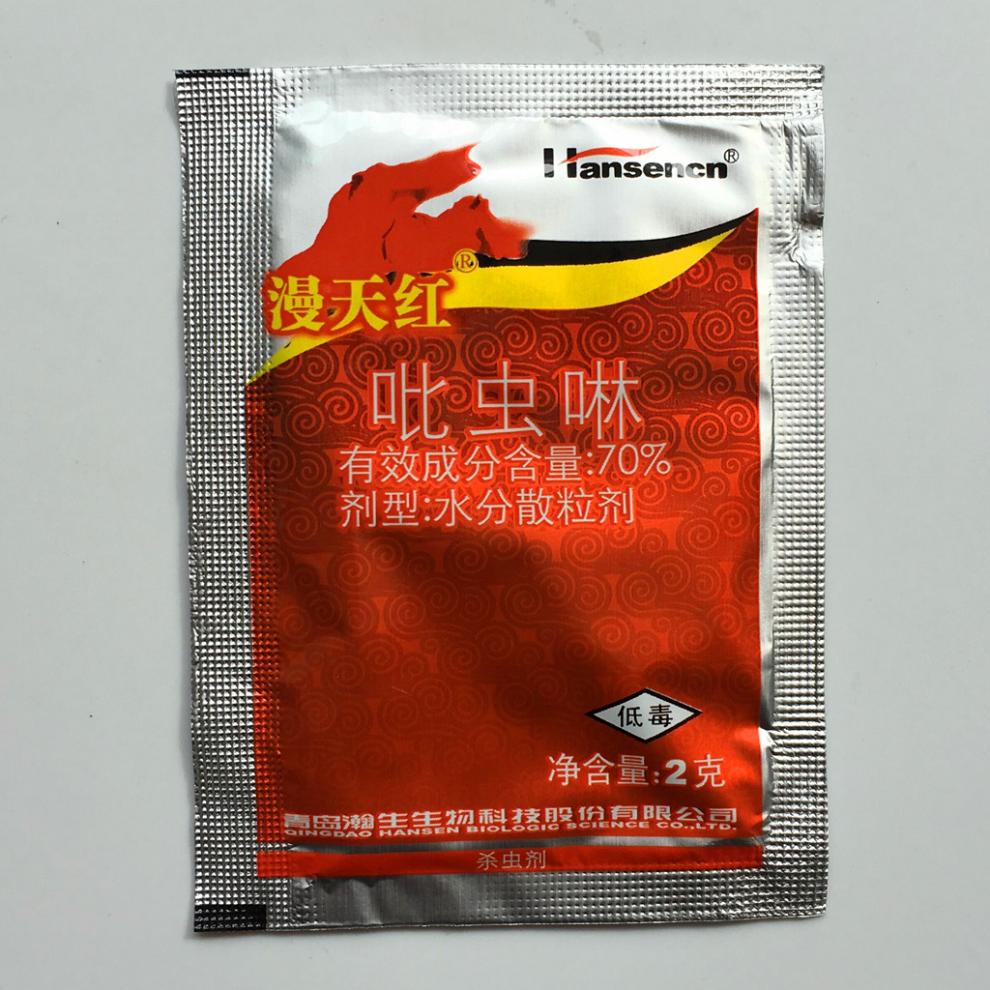 Hansencn®
漫天红®
吡虫啉
有效成分含量:70%
剂型:水分散粒剂
低毒
净含量:2克
青岛瀚生生物科技股份有限公司
QINGDAO HANSEN BIOLOGIC SCIENCE CO.,LTD.
杀虫剂